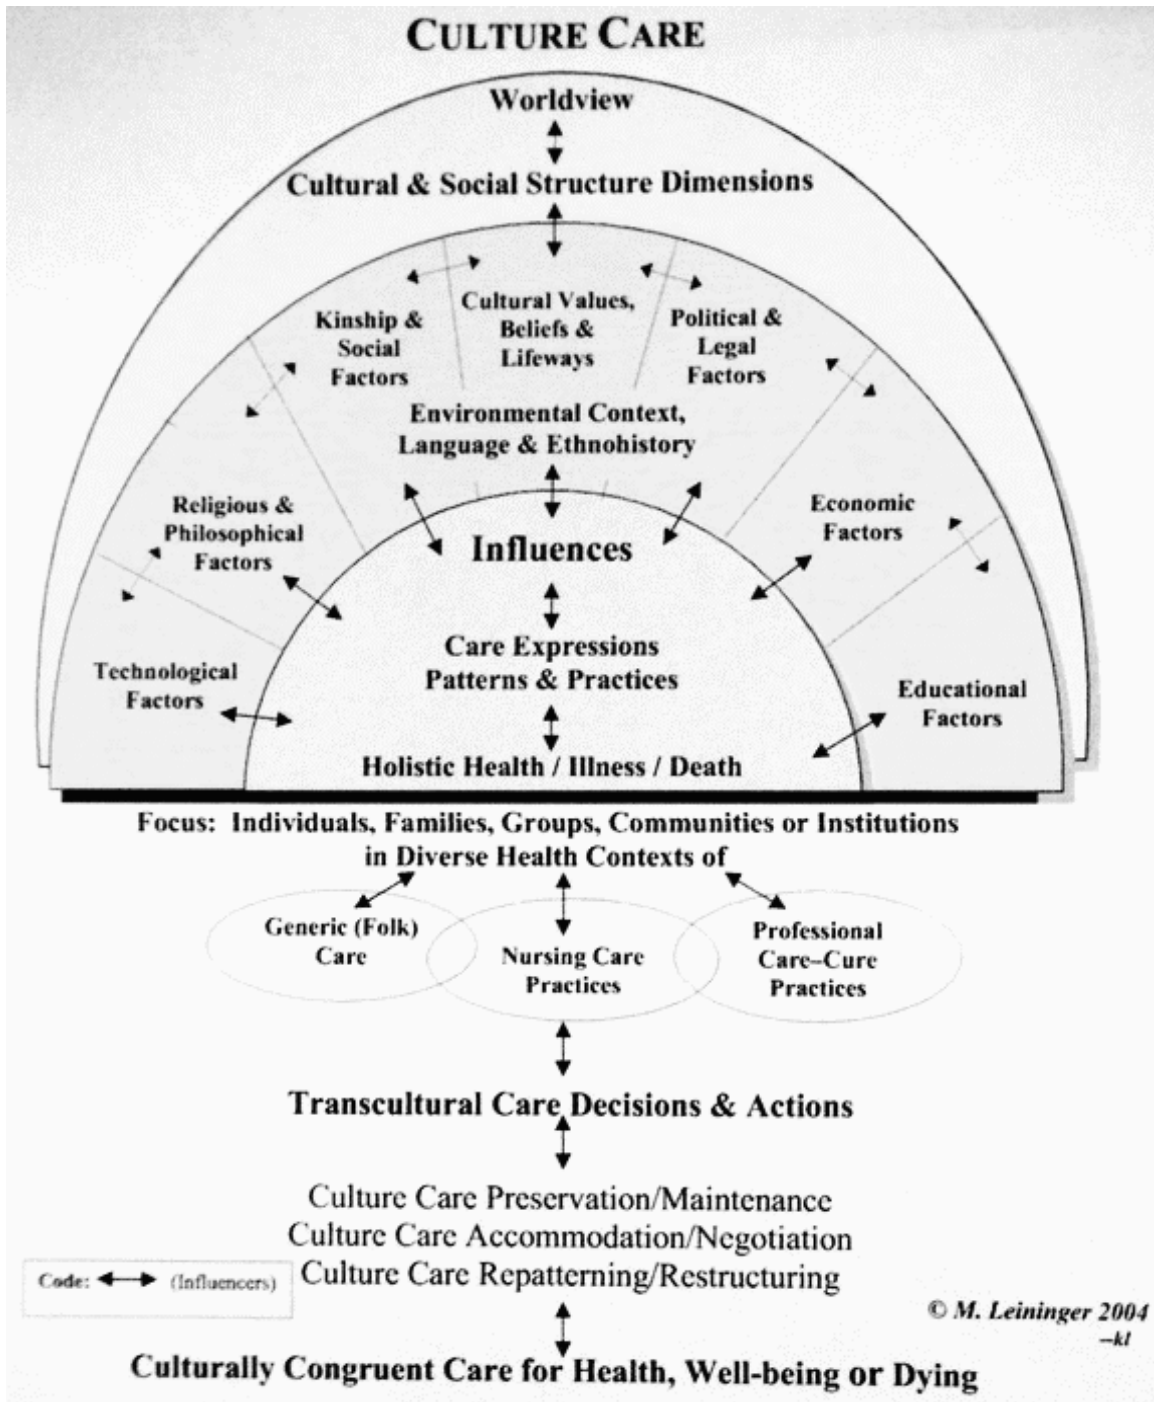 CULTURE CARE
Worldview
Cultural & Social Structure Dimensions
Cultural Values,
Beliefs &
Lifeways
Kinship &
Social
Factors
Political &
Legal
Factors
Environmental Context,
Language & Ethnohistory
Religious &
Philosophical
Factors
Economic
Factors
Influences
Care Expressions
Patterns & Practices
Technological
Factors
Educational
Factors
Holistic Health / Illness / Death
Focus: Individuals, Families, Groups, Communities or Institutions
in Diverse Health Contexts of
Generic (Folk)
Care
Nursing Care
Practices
Professional
Care–Cure
Practices
Transcultural Care Decisions & Actions
Culture Care Preservation/Maintenance
Culture Care Accommodation/Negotiation
Culture Care Repatterning/Restructuring
Code: (Influencers)
© M. Leininger 2004
–kl
Culturally Congruent Care for Health, Well-being or Dying